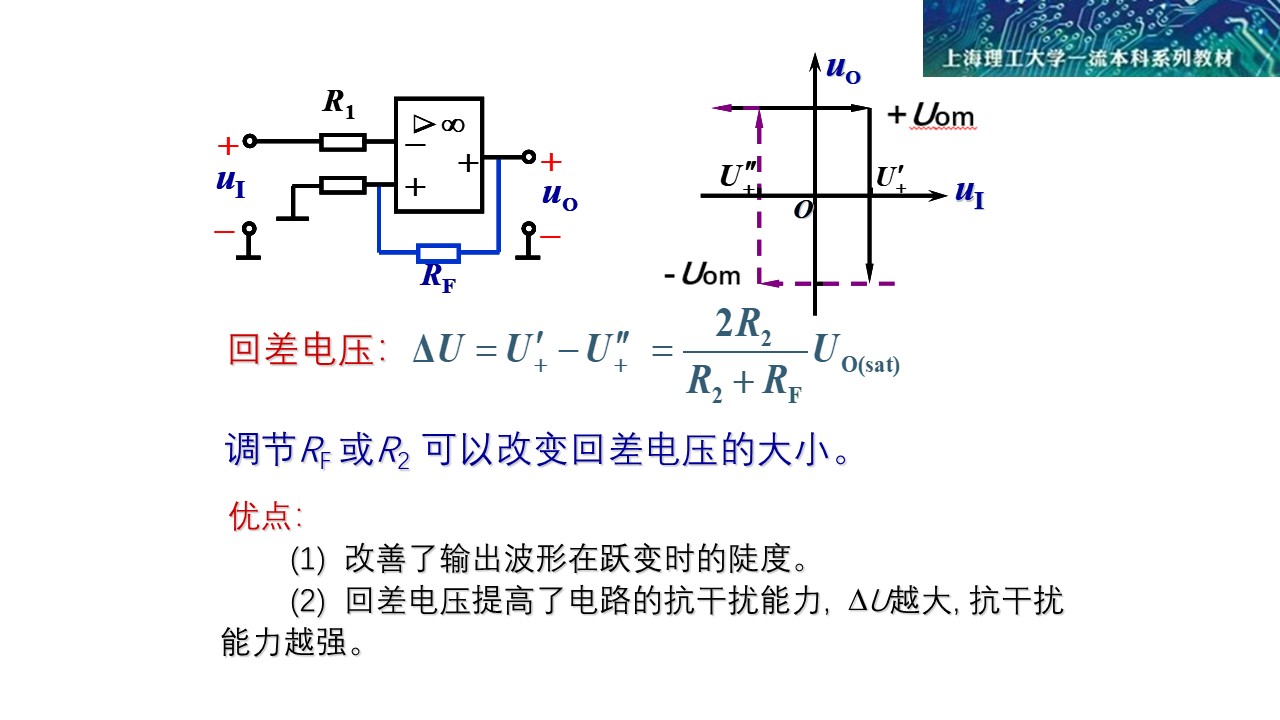 上海理工大学一流本科系列教材
R1
▷∞
+
−
+
uI
+
+
uO
−
−
RF
uO
+Uom
U″+
U′+
O
uI
-Uom
回差电压: ΔU = U′+ − U″+ = 2R2 / (R2 + RF) UO(sat)
调节RF或R2 可以改变回差电压的大小。
优点:
(1) 改善了输出波形在跃变时的陡度。
(2) 回差电压提高了电路的抗干扰能力, ΔU越大, 抗干扰
能力越强。